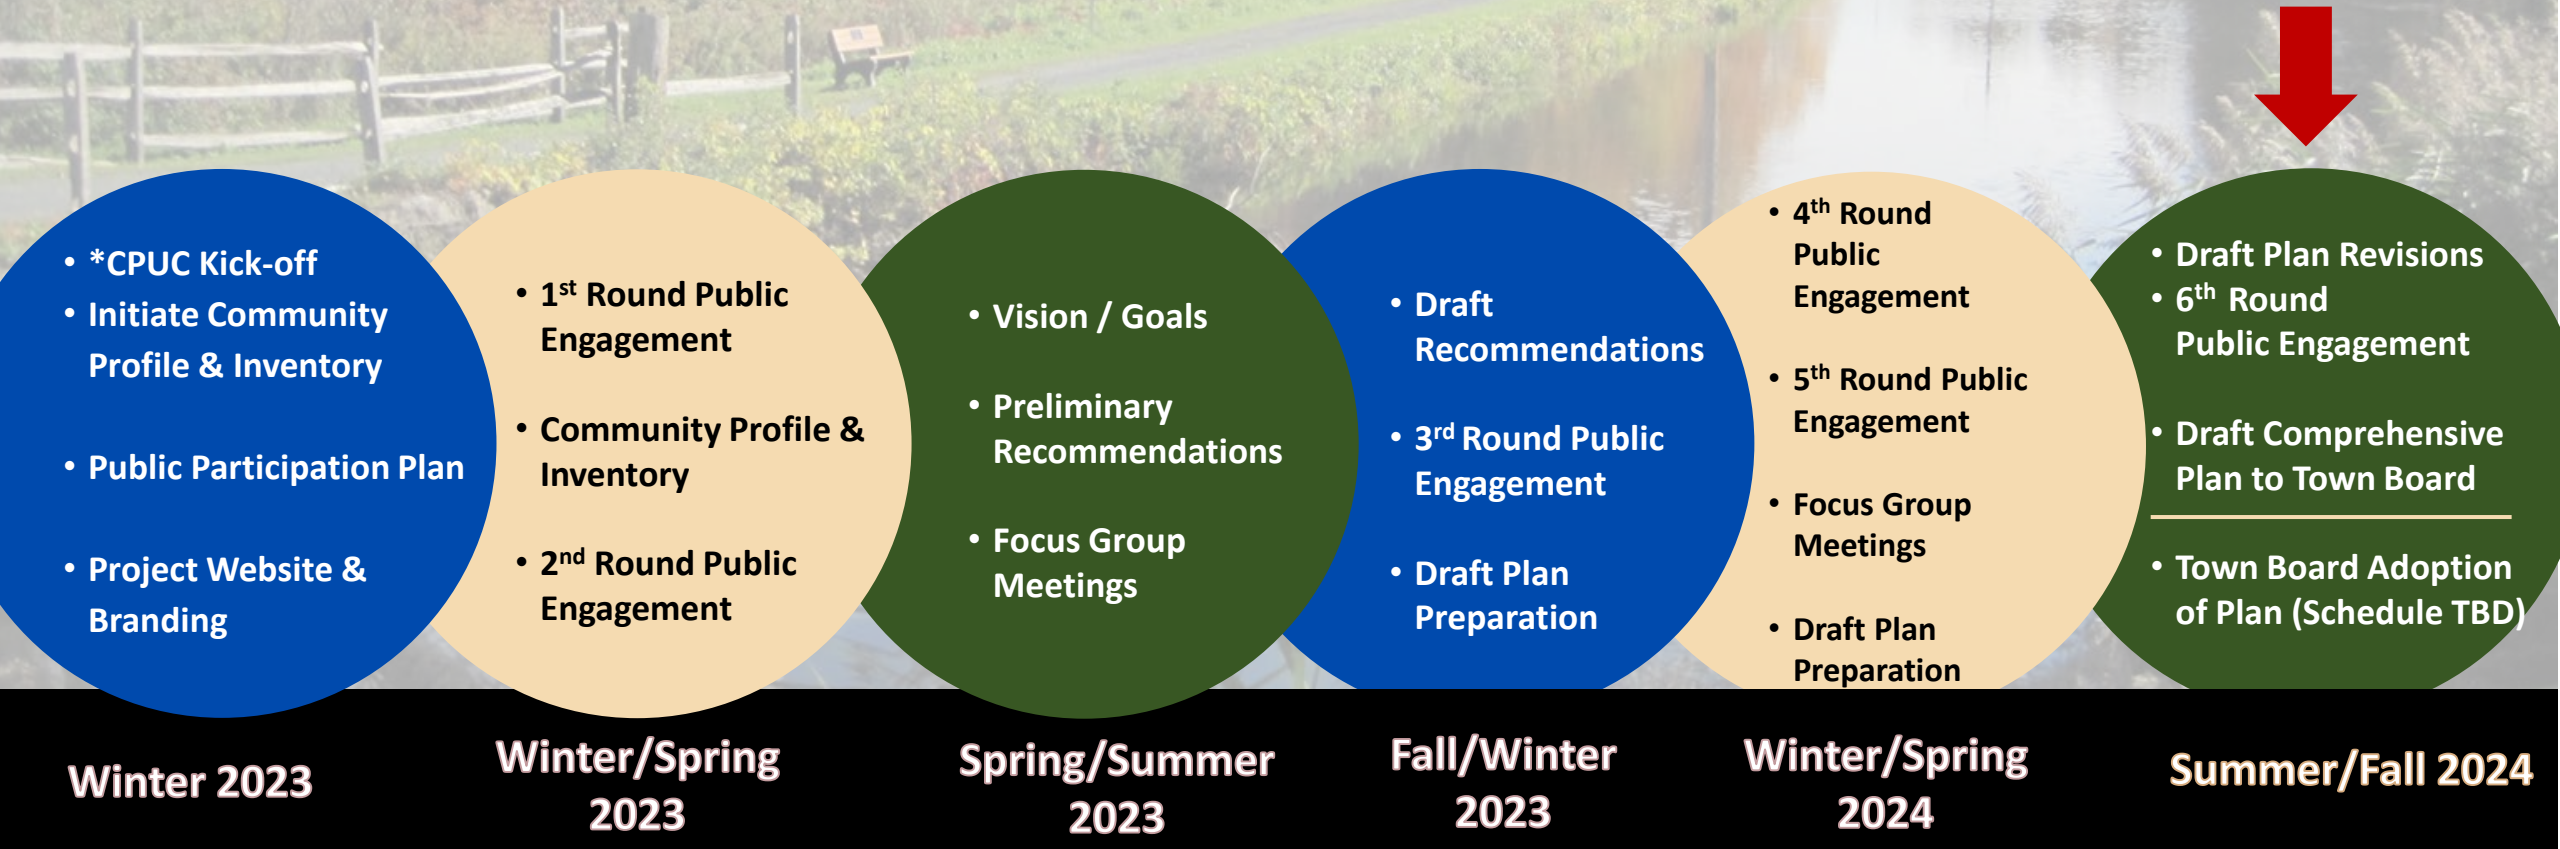 • *CPUC Kick-off
• Initiate Community
Profile & Inventory
• Public Participation Plan
• Project Website &
Branding
Winter 2023
• 1st Round Public
Engagement
• Community Profile &
Inventory
• 2nd Round Public
Engagement
Winter/Spring
2023
• Vision / Goals
• Preliminary
Recommendations
• Focus Group
Meetings
Spring/Summer
2023
• Draft
Recommendations
• 3rd Round Public
Engagement
• Draft Plan
Preparation
Fall/Winter
2023
• 4th Round
Public
Engagement
• 5th Round Public
Engagement
• Focus Group
Meetings
• Draft Plan
Preparation
Winter/Spring
2024
• Draft Plan Revisions
• 6th Round
Public Engagement
• Draft Comprehensive
Plan to Town Board
• Town Board Adoption
of Plan (Schedule TBD)
Summer/Fall 2024